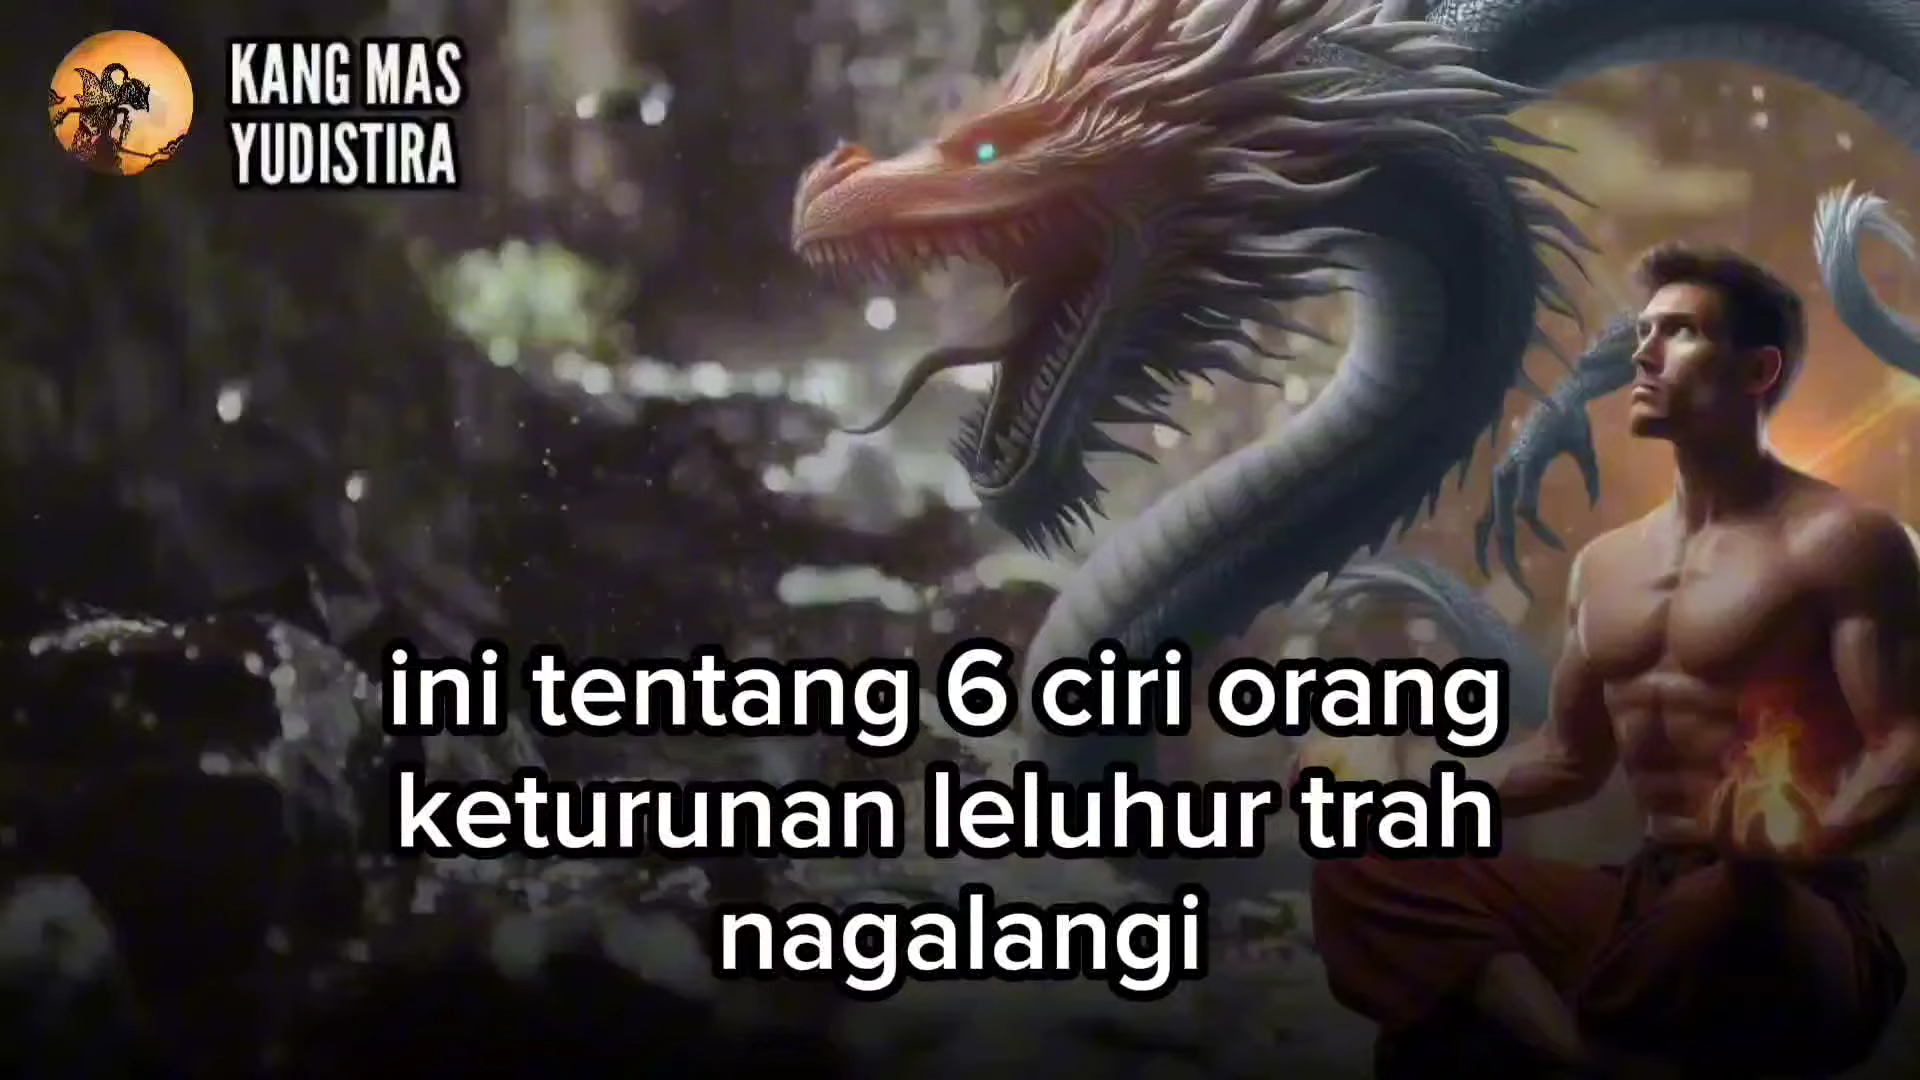 KANG MAS
YUDISTIRA
ini tentang 6 ciri orang
keturunan leluhur trah
nagalangi